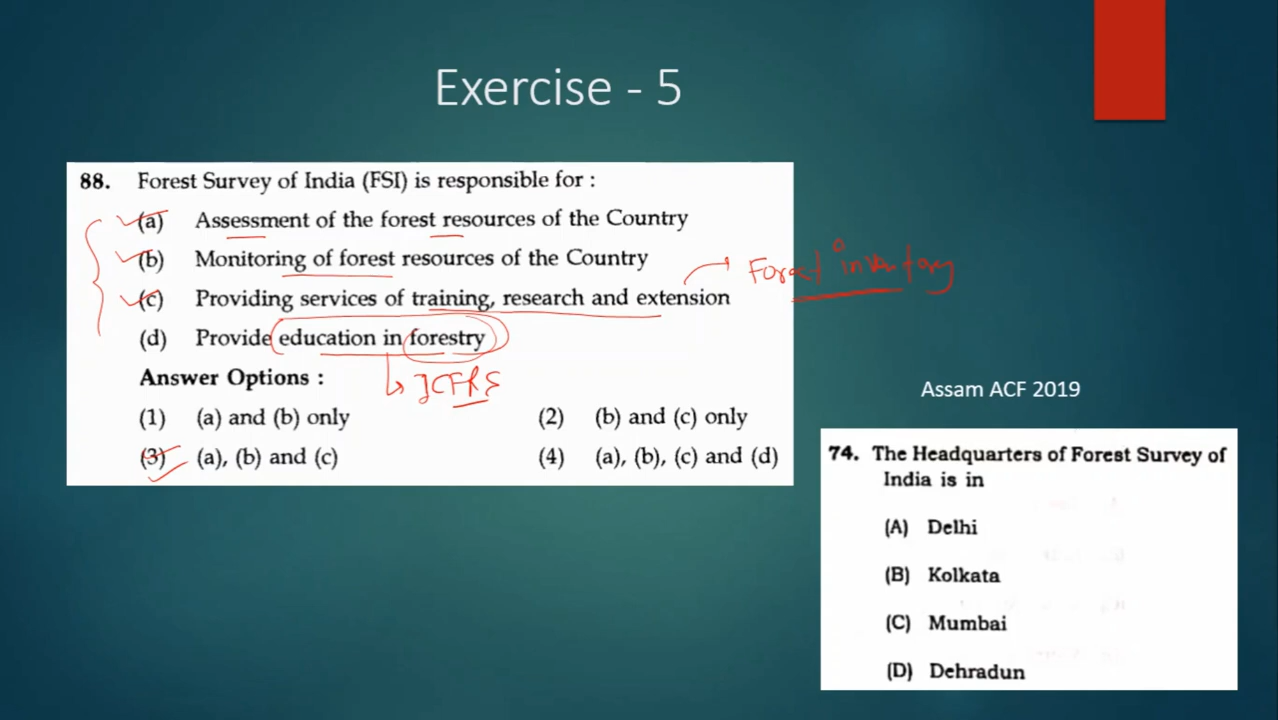 Exercise - 5
88. Forest Survey of India (FSI) is responsible for :
(a) Assessment of the forest resources of the Country
(b) Monitoring of forest resources of the Country
(c) Providing services of training, research and extension
Forest inventory
(d) Provide education in forestry
ICFRE
Answer Options :
(1) (a) and (b) only (2) (b) and (c) only
(3) (a), (b) and (c) (4) (a), (b), (c) and (d)
Assam ACF 2019
74. The Headquarters of Forest Survey of
India is in
(A) Delhi
(B) Kolkata
(C) Mumbai
(D) Dehradun